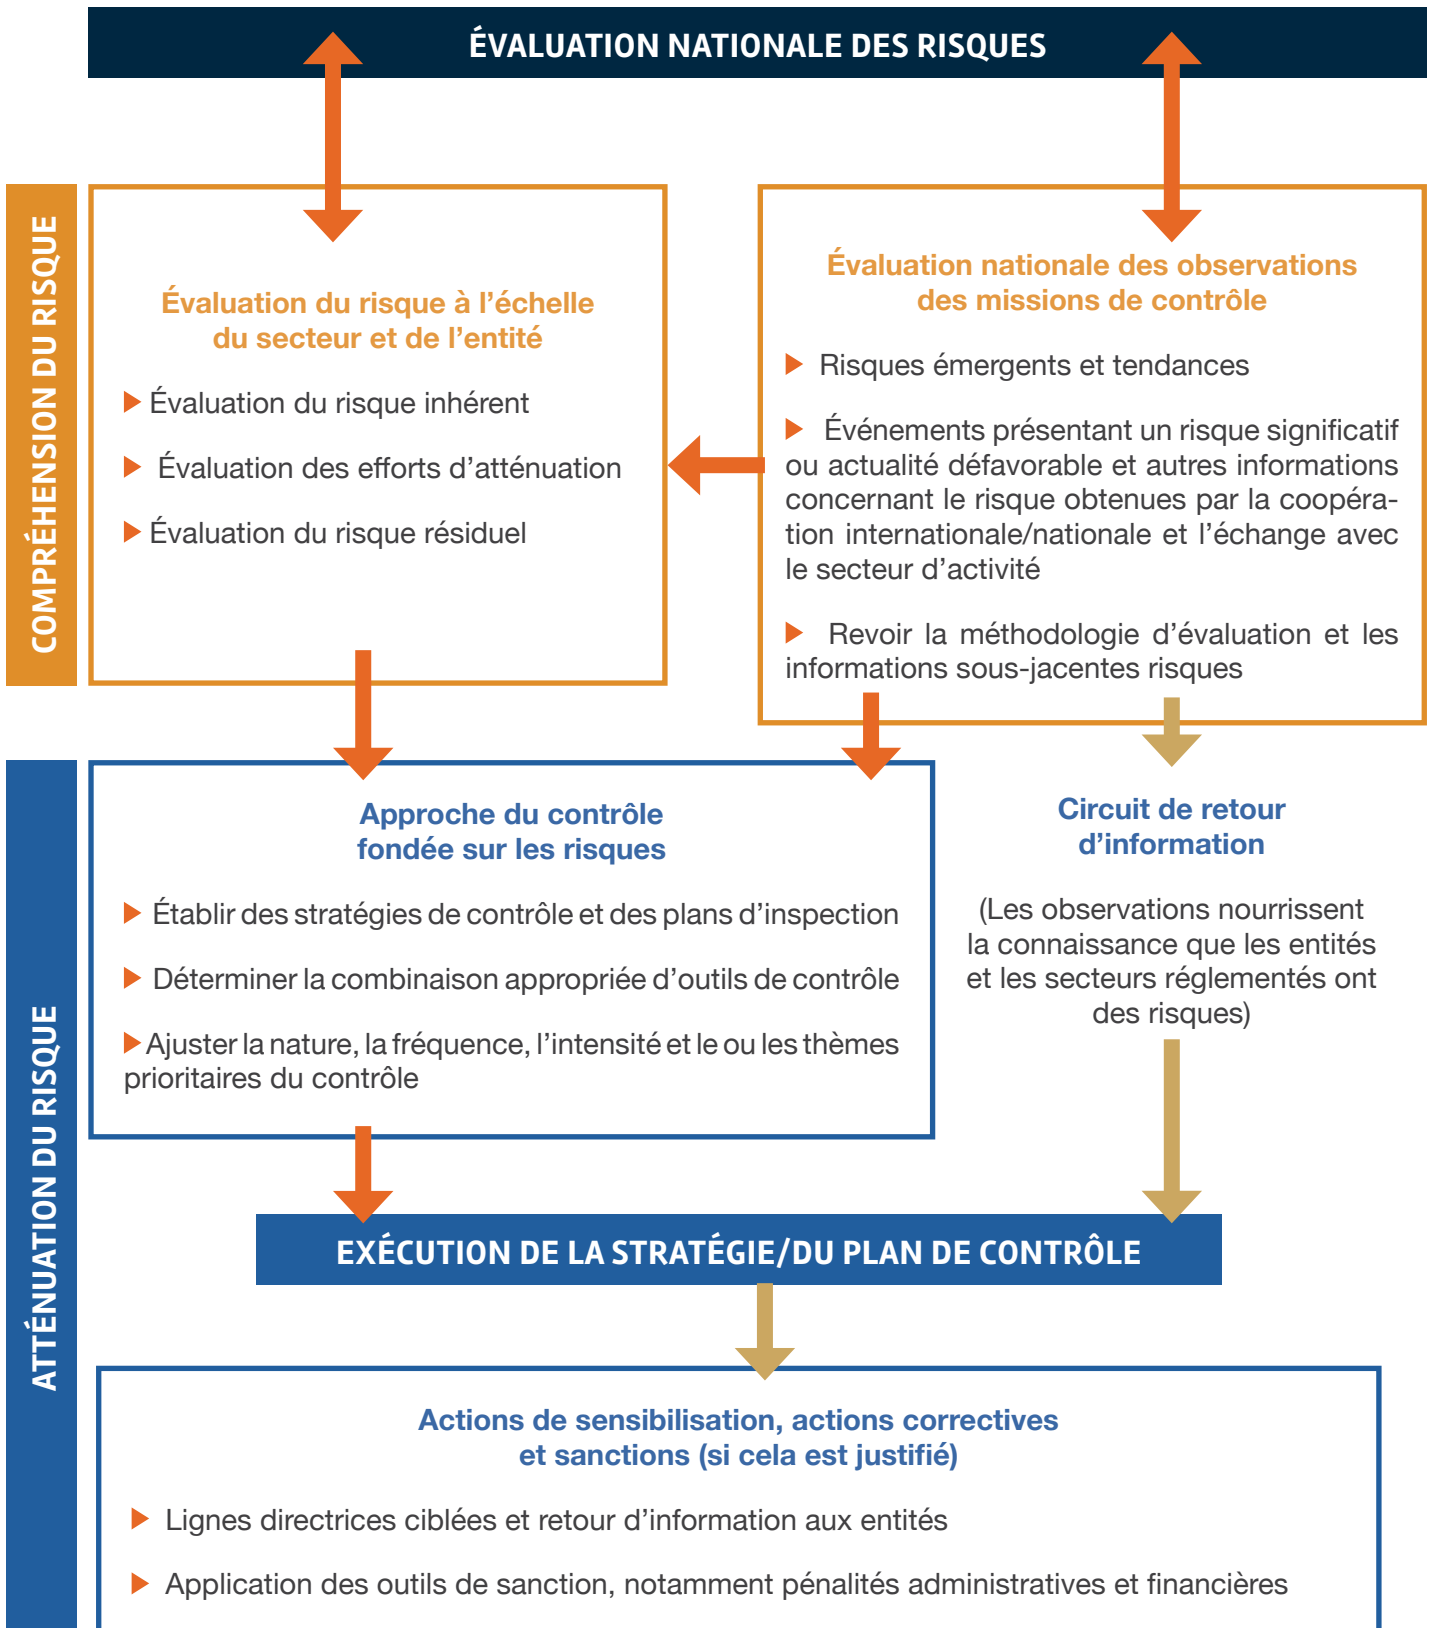 ÉVALUATION NATIONALE DES RISQUES
COMPRÉHENSION DU RISQUE
Évaluation du risque à l’échelle
du secteur et de l’entité
Évaluation du risque inhérent
Évaluation des efforts d’atténuation
Évaluation du risque résiduel
Évaluation nationale des observations
des missions de contrôle
Risques émergents et tendances
Événements présentant un risque significatif
ou actualité défavorable et autres informations
concernant le risque obtenues par la coopéra-
tion internationale/nationale et l’échange avec
le secteur d’activité
Revoir la méthodologie d’évaluation et les
informations sous-jacentes risques
ATTÉNUATION DU RISQUE
Approche du contrôle
fondée sur les risques
Établir des stratégies de contrôle et des plans d’inspection
Déterminer la combinaison appropriée d’outils de contrôle
Ajuster la nature, la fréquence, l’intensité et le ou les thèmes
prioritaires du contrôle
Circuit de retour
d’information
(Les observations nourrissent
la connaissance que les entités
et les secteurs réglementés ont
des risques)
EXÉCUTION DE LA STRATÉGIE/DU PLAN DE CONTRÔLE
Actions de sensibilisation, actions correctives
et sanctions (si cela est justifié)
Lignes directrices ciblées et retour d’information aux entités
Application des outils de sanction, notamment pénalités administratives et financières